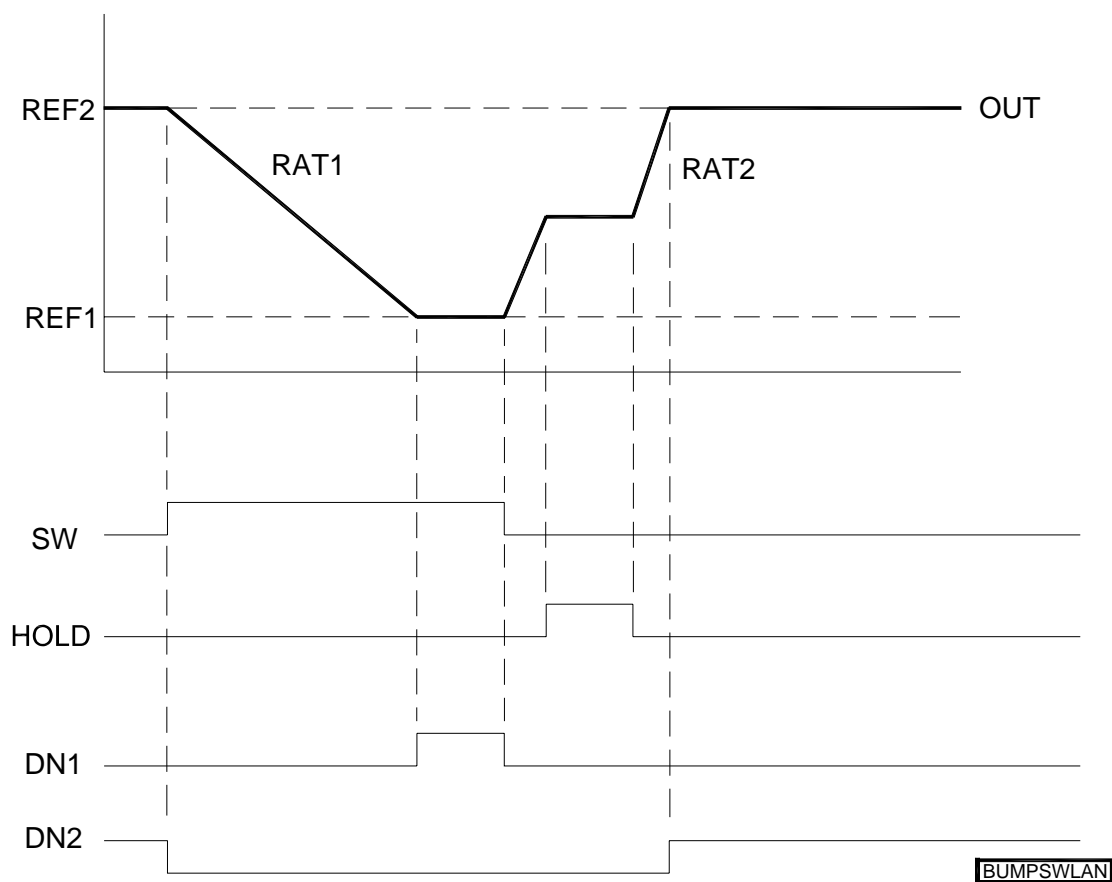 REF2
OUT
RAT1
RAT2
REF1
SW
HOLD
DN1
DN2
BUMPSWLAN